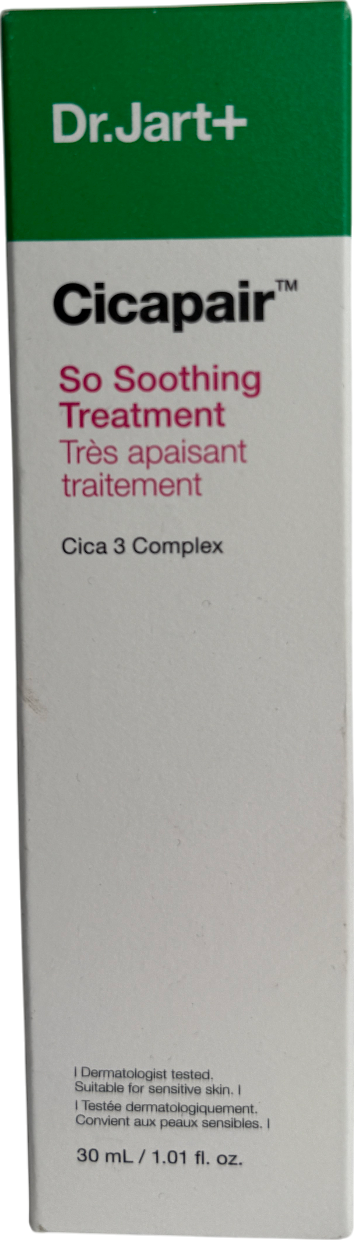 Dr.Jart+
Cicapair™
So Soothing
Treatment
Très apaisant
traitement
Cica 3 Complex
I Dermatologist tested.
Suitable for sensitive skin. I
I Testée dermatologiquement.
Convient aux peaux sensibles. I
30 mL / 1.01 fl. oz.